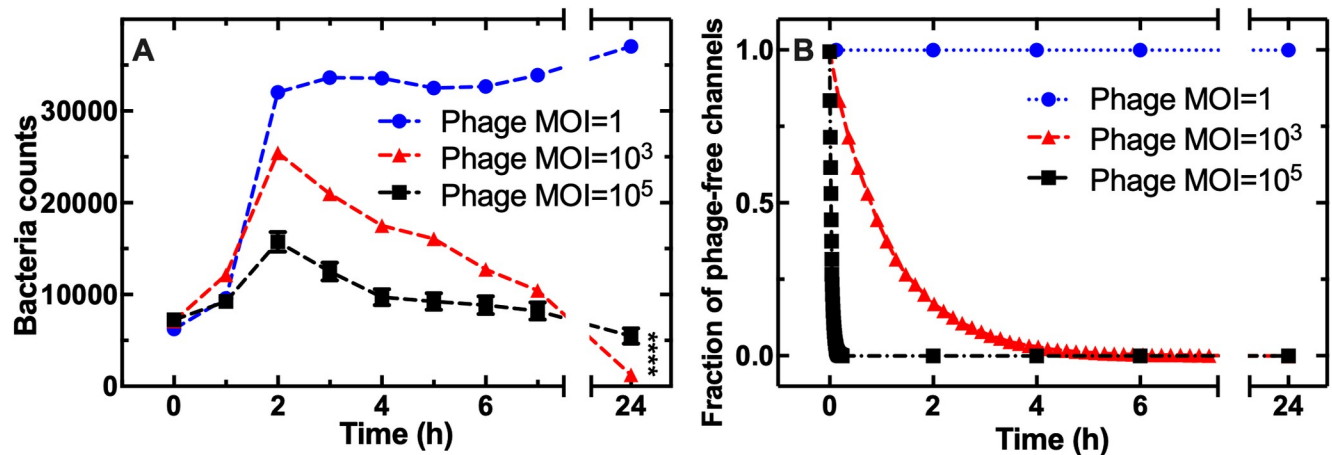 A
Bacteria counts
30000
20000
10000
0
Phage MOI=1
Phage MOI=10³
Phage MOI=10⁵
****
0 2 4 6 24
Time (h)
B
Fraction of phage-free channels
1.0
0.5
0.0
Phage MOI=1
Phage MOI=10³
Phage MOI=10⁵
0 2 4 6 24
Time (h)